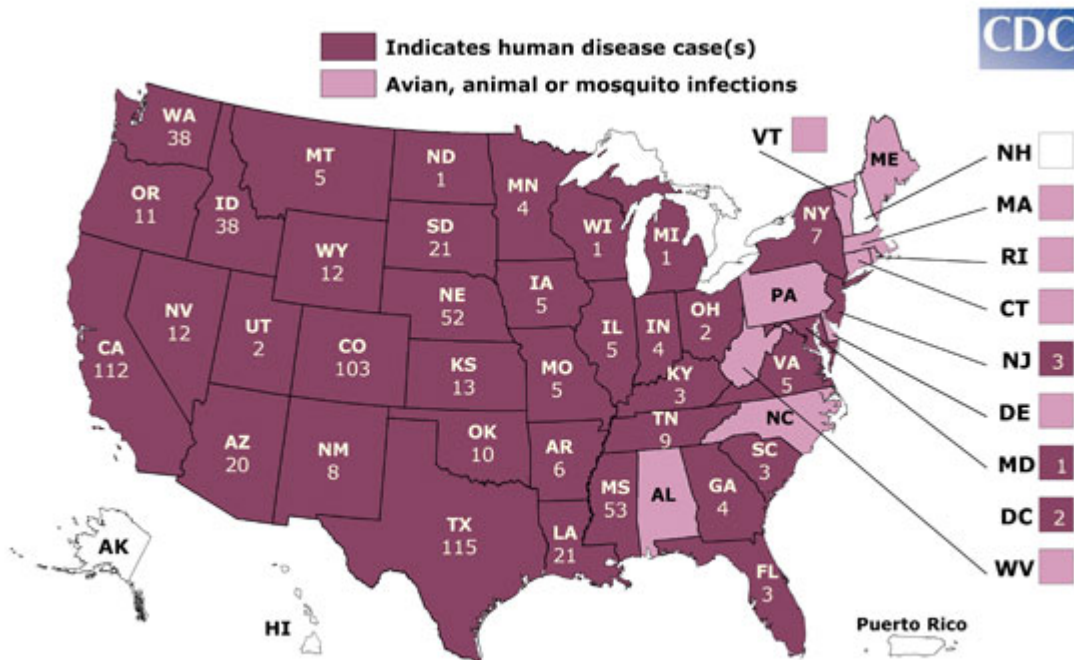 CDC
Indicates human disease case(s)
Avian, animal or mosquito infections
WA
38
MT
5
ND
1
MN
4
VT
ME
NH
OR
11
ID
38
SD
21
WI
1
MI
1
NY
7
MA
WY
12
RI
NV
12
UT
2
NE
52
IA
5
PA
CT
CA
112
CO
103
KS
13
MO
5
IL
5
IN
4
OH
2
NJ 3
KY
3
VA
5
DE
AZ
20
NM
8
OK
10
AR
6
TN
9
NC
SC
3
MD 1
MS
53
AL
GA
4
DC 2
TX
115
LA
21
WV
AK
FL
3
HI
Puerto Rico